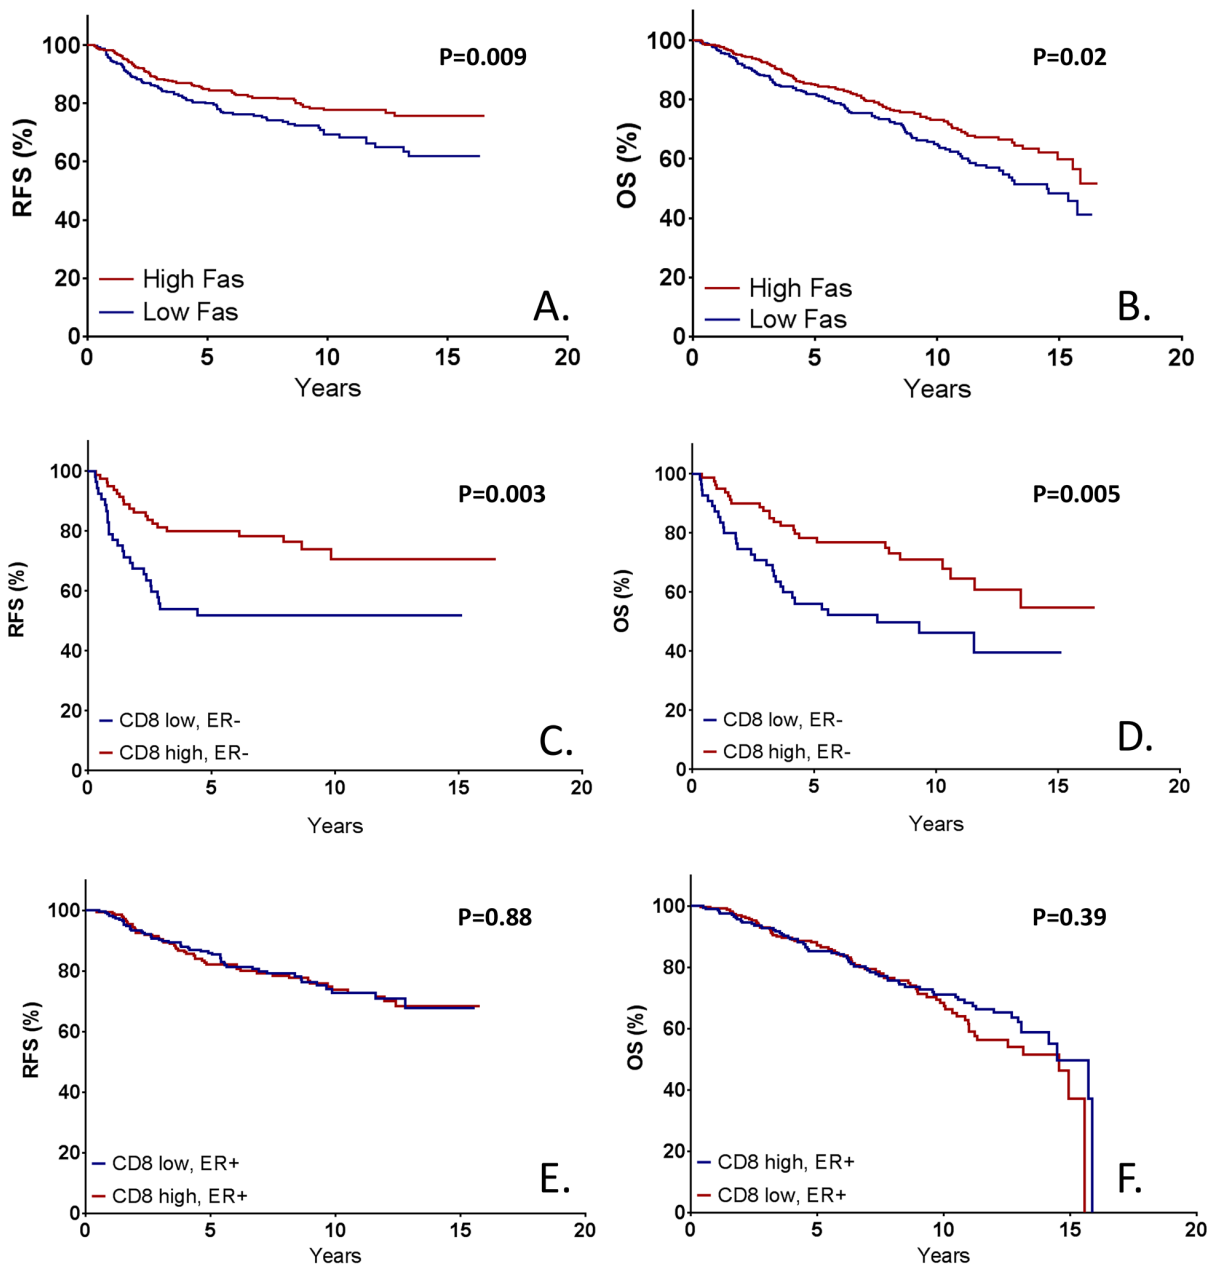 P=0.009
RFS (%)
100
80
60
40
20
0
High Fas
Low Fas
A.
0 5 10 15 20
Years
P=0.02
OS (%)
100
80
60
40
20
0
High Fas
Low Fas
B.
0 5 10 15 20
Years
P=0.003
RFS (%)
100
80
60
40
20
0
CD8 low, ER-
CD8 high, ER-
C.
0 5 10 15 20
Years
P=0.005
OS (%)
100
80
60
40
20
0
CD8 low, ER-
CD8 high, ER-
D.
0 5 10 15 20
Years
P=0.88
RFS (%)
100
80
60
40
20
0
CD8 low, ER+
CD8 high, ER+
E.
0 5 10 15 20
Years
P=0.39
OS (%)
100
80
60
40
20
0
CD8 high, ER+
CD8 low, ER+
F.
0 5 10 15 20
Years